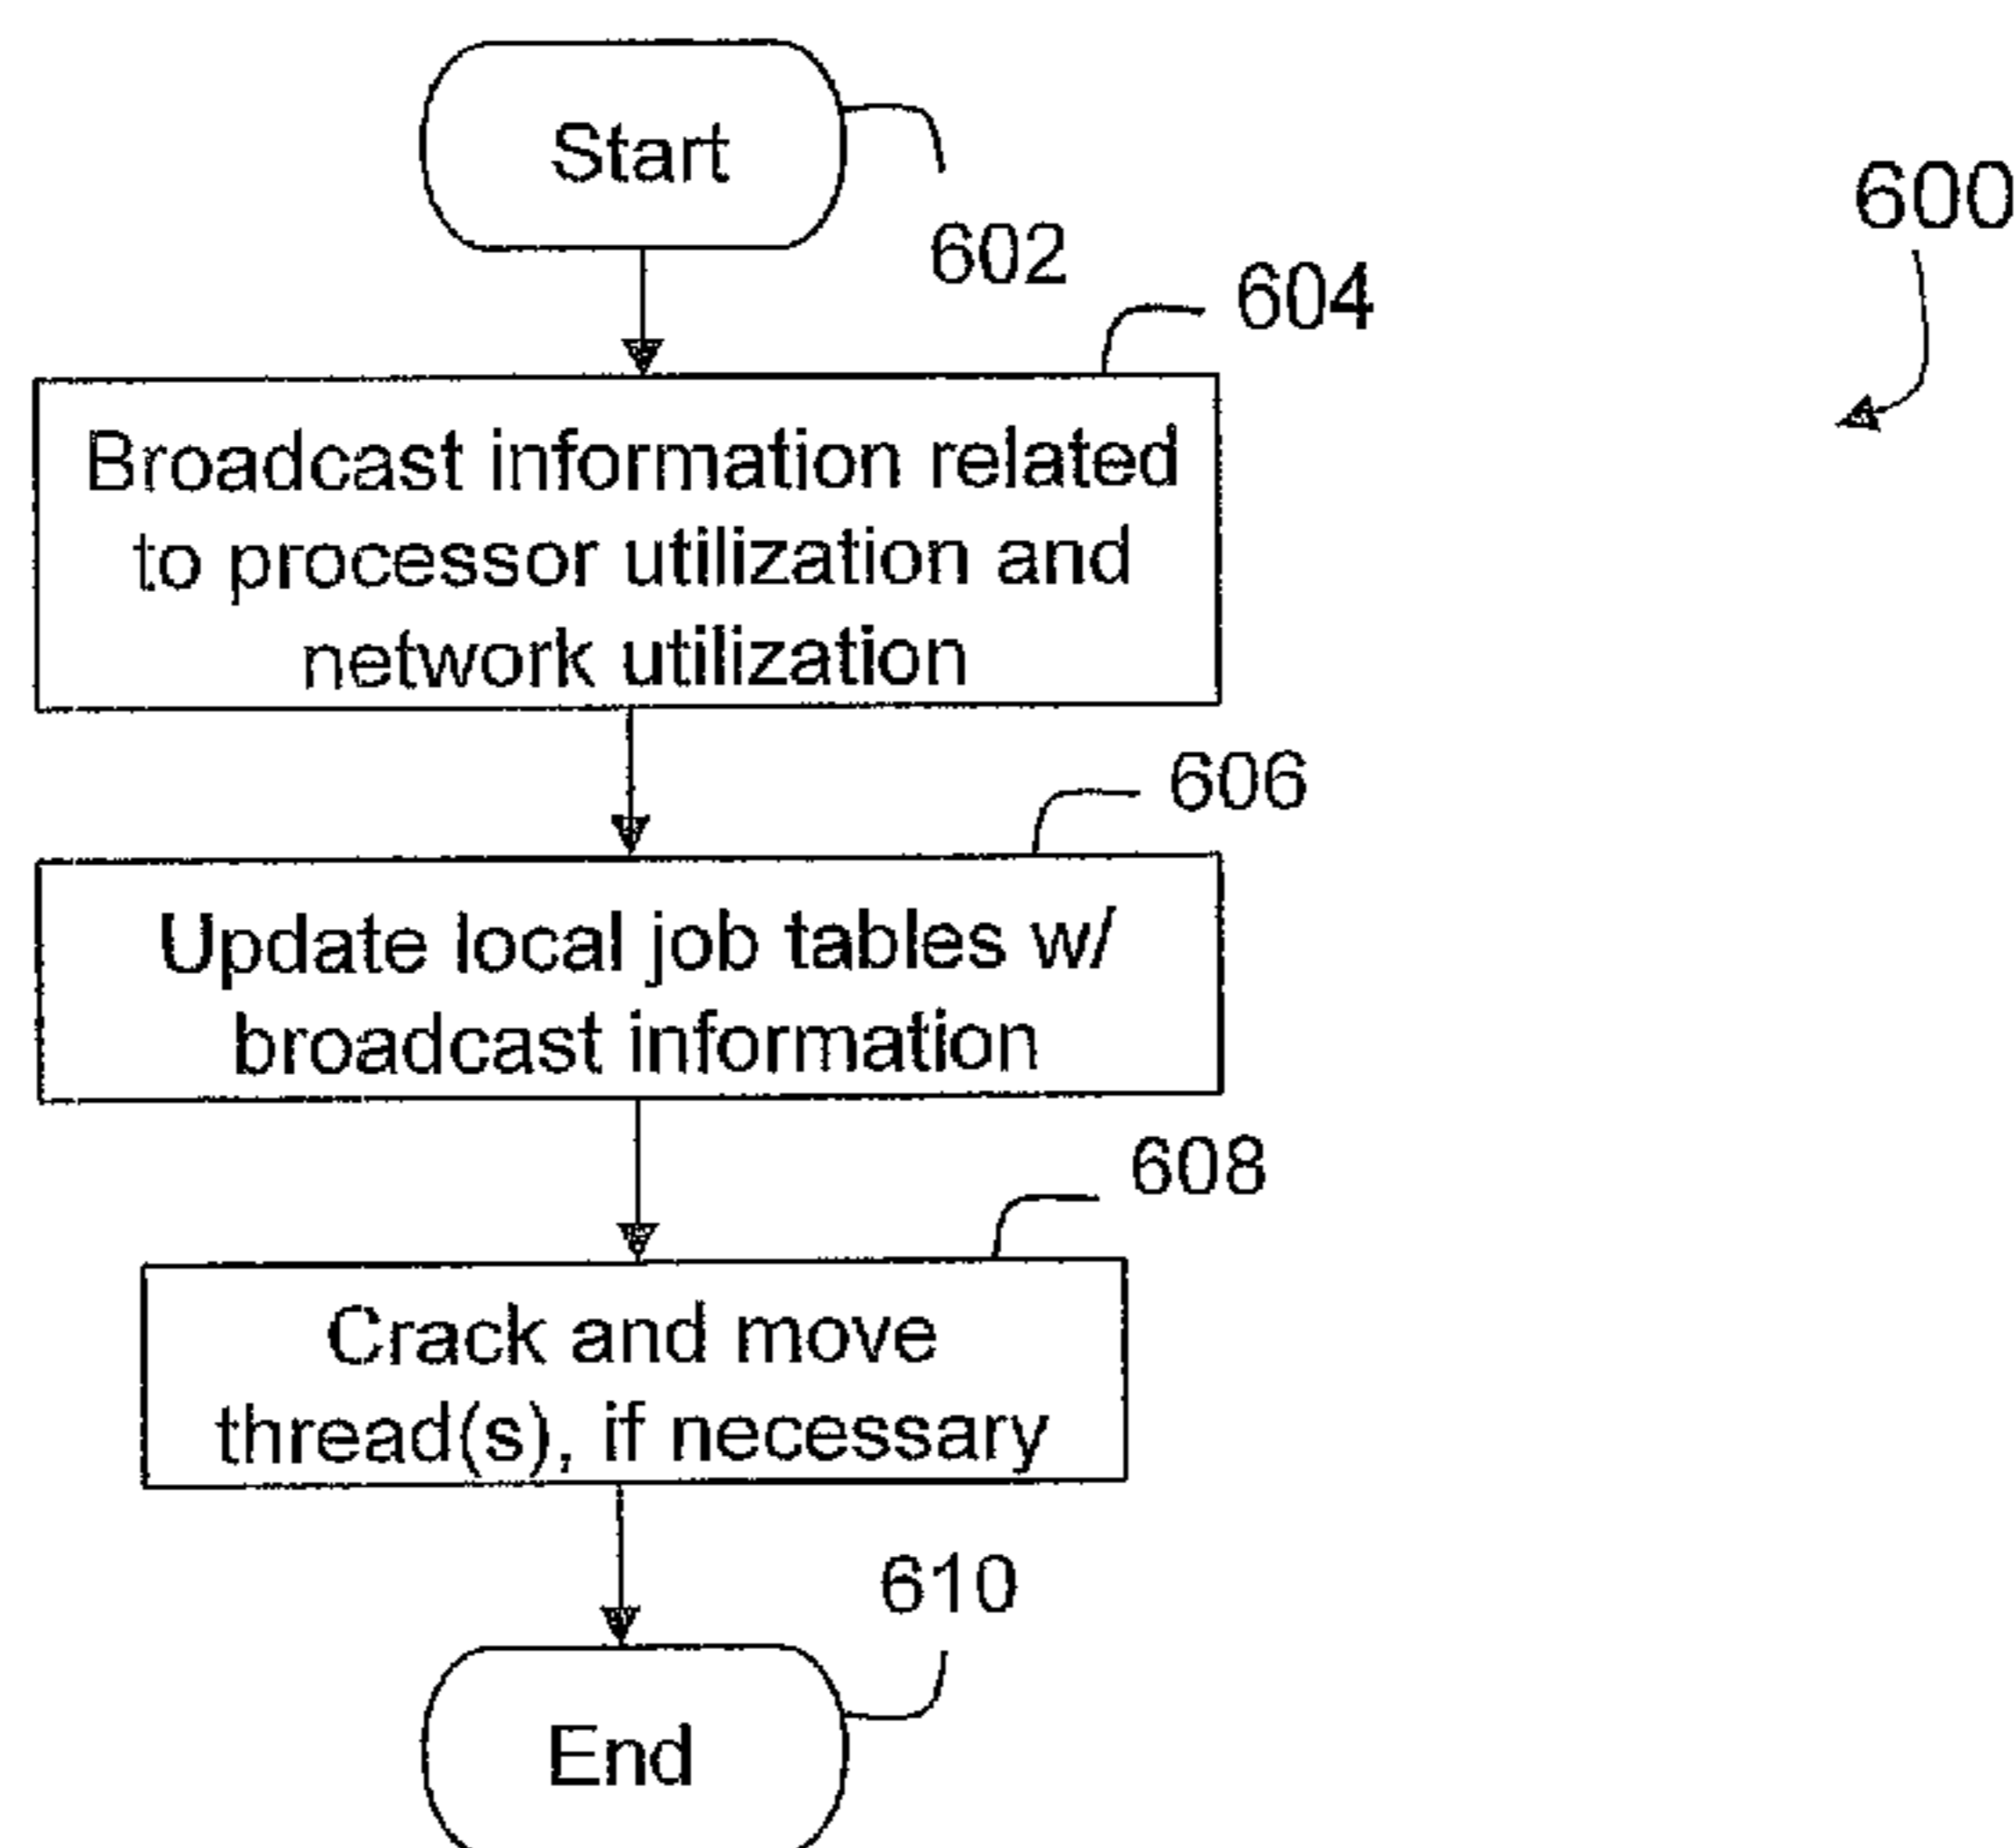 Start
602
600
604
Broadcast information related
to processor utilization and
network utilization
606
Update local job tables w/
broadcast information
608
Crack and move
thread(s), if necessary
610
End